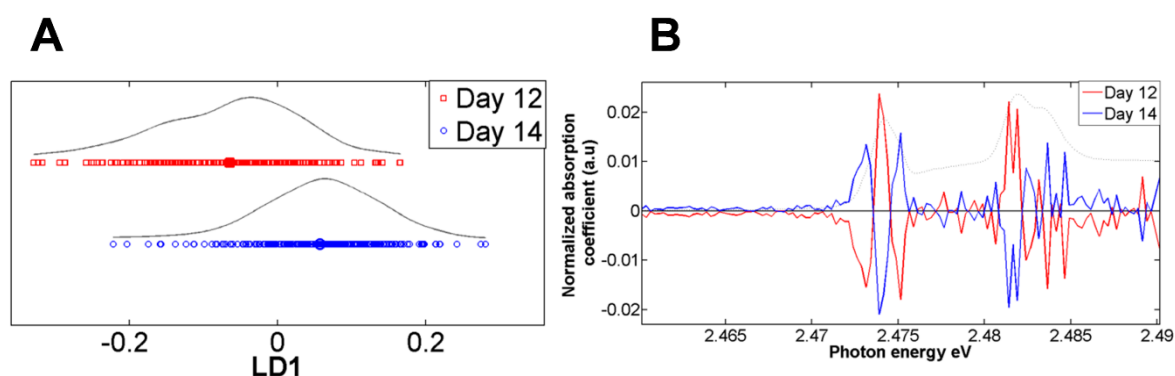 A
Day 12
Day 14
-0.2
0
0.2
LD1
B
Normalized absorption
coefficient (a.u)
0.02
0.01
0
-0.01
-0.02
Day 12
Day 14
2.465
2.47
2.475
2.48
2.485
2.49
Photon energy eV